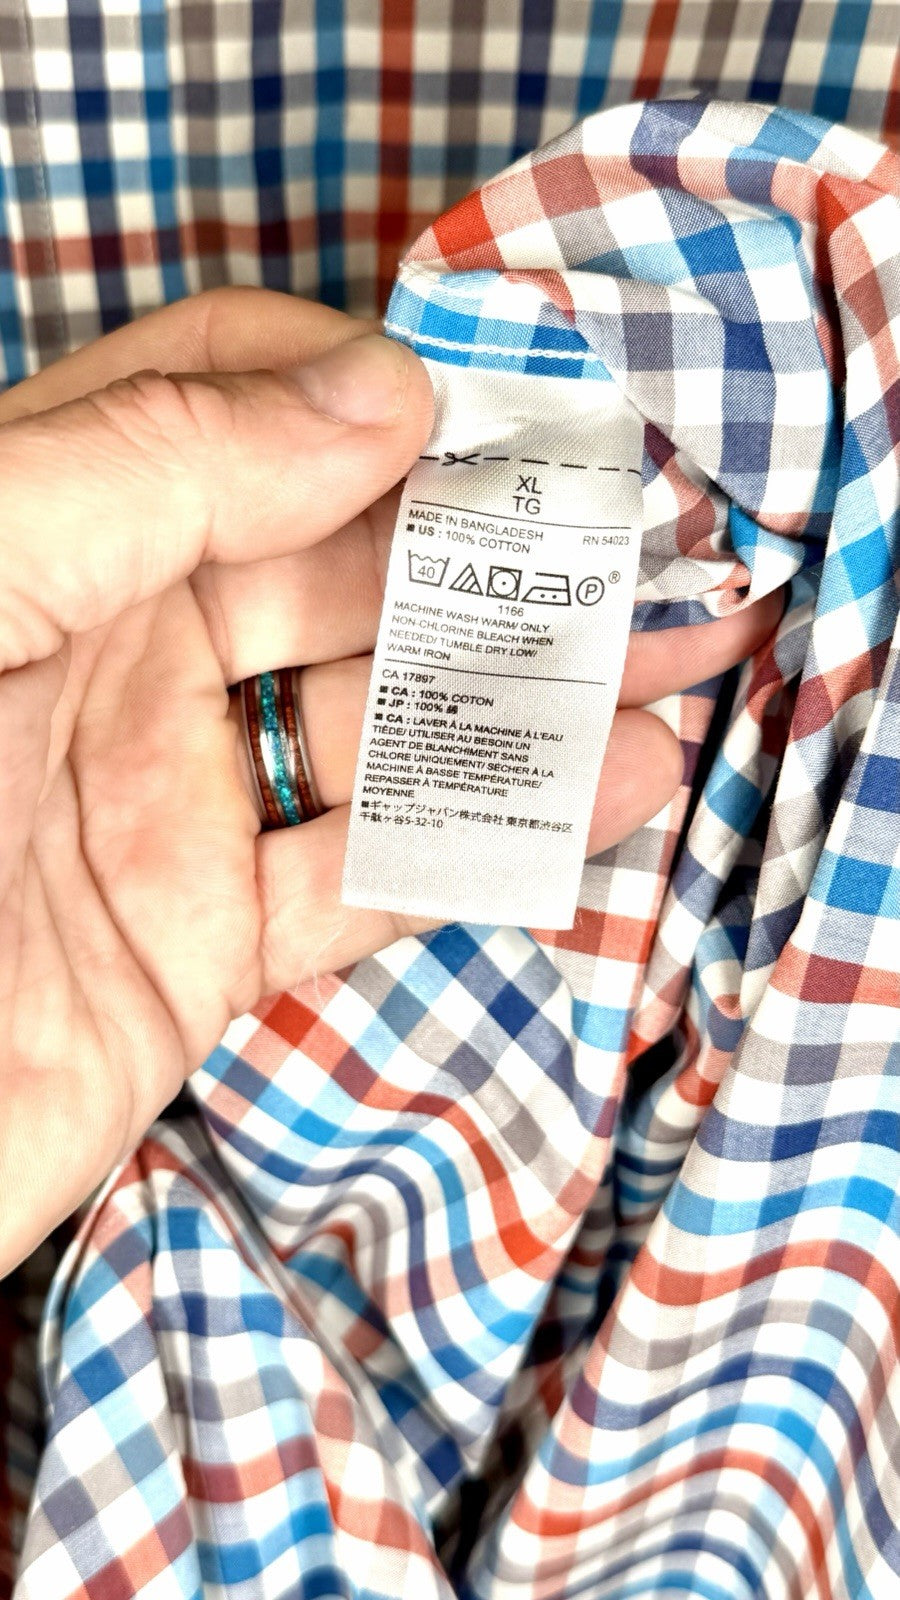 XL
TG
MADE IN BANGLADESH
■ US : 100% COTTON
RN 54023
40
P ®
1166
MACHINE WASH WARM/ ONLY
NON-CHLORINE BLEACH WHEN
NEEDED/ TUMBLE DRY LOW/
WARM IRON
CA 17897
■ CA : 100% COTTON
■ JP : 100% 綿
■ CA : LAVER À LA MACHINE À L'EAU
TIÈDE/ UTILISER AU BESOIN UN
AGENT DE BLANCHIMENT SANS
CHLORE UNIQUEMENT/ SÉCHER À LA
MACHINE À BASSE TEMPÉRATURE/
REPASSER À TEMPÉRATURE
MOYENNE
■ギャップジャパン株式会社 東京都渋谷区
千駄ヶ谷5-32-10